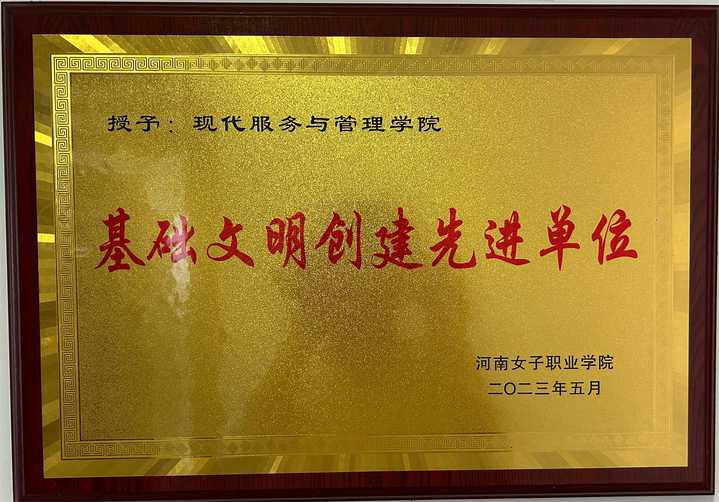 授予：现代服务与管理学院
基础文明创建先进单位
河南女子职业学院
二〇二三年五月